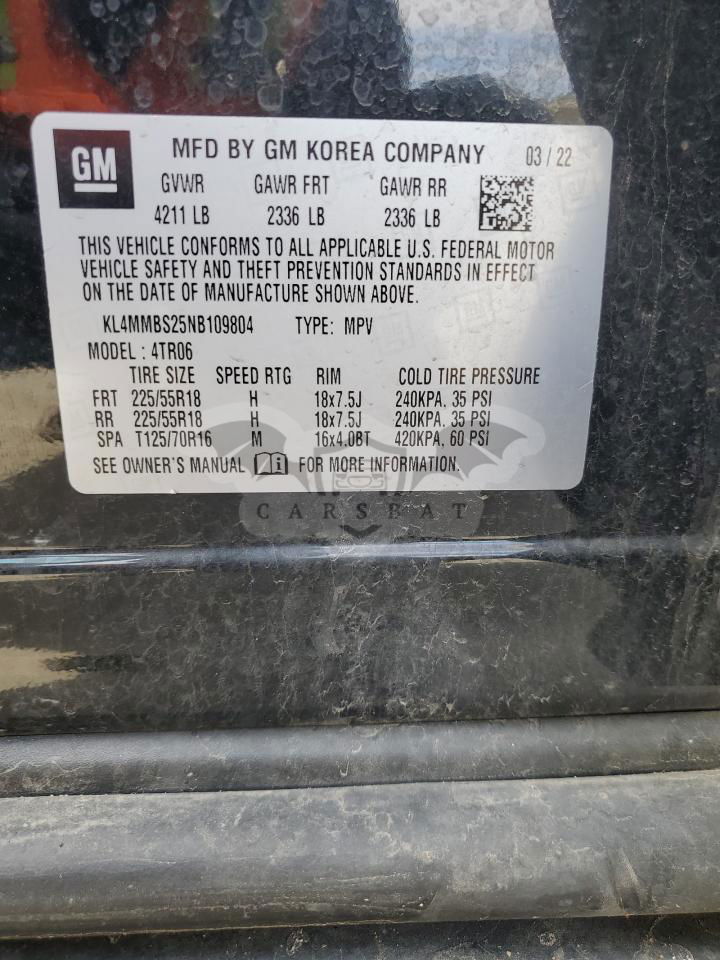 GM
MFD BY GM KOREA COMPANY 03 / 22
GVWR GAWR FRT GAWR RR
4211 LB 2336 LB 2336 LB
THIS VEHICLE CONFORMS TO ALL APPLICABLE U.S. FEDERAL MOTOR
VEHICLE SAFETY AND THEFT PREVENTION STANDARDS IN EFFECT
ON THE DATE OF MANUFACTURE SHOWN ABOVE.
KL4MMBS25NB109804 TYPE: MPV
MODEL : 4TR06
TIRE SIZE SPEED RTG RIM COLD TIRE PRESSURE
FRT 225/55R18 H 18x7.5J 240KPA, 35 PSI
RR 225/55R18 H 18x7.5J 240KPA, 35 PSI
SPA T125/70R16 M 16x4.0BT 420KPA, 60 PSI
SEE OWNER'S MANUAL FOR MORE INFORMATION.
CARSBAT